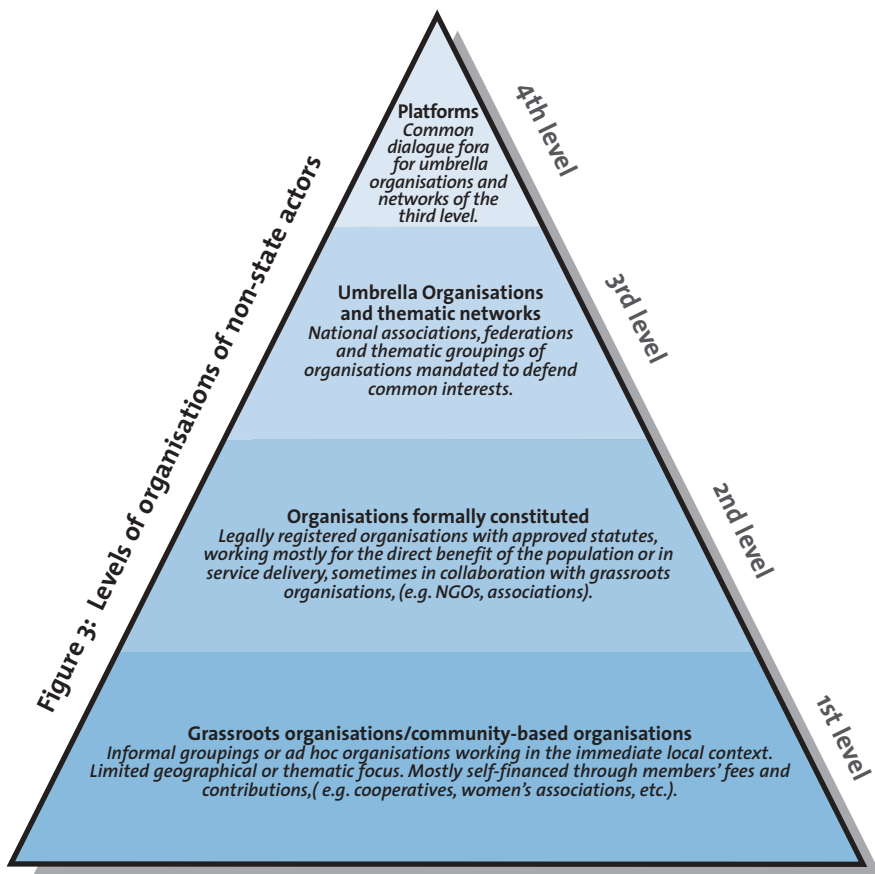 Figure 3: Levels of organisations of non-state actors
4th level
Platforms
Common
dialogue fora
for umbrella
organisations and
networks of the
third level.
3rd level
Umbrella Organisations
and thematic networks
National associations, federations
and thematic groupings of
organisations mandated to defend
common interests.
2nd level
Organisations formally constituted
Legally registered organisations with approved statutes,
working mostly for the direct benefit of the population or in
service delivery, sometimes in collaboration with grassroots
organisations, (e.g. NGOs, associations).
1st level
Grassroots organisations/community-based organisations
Informal groupings or ad hoc organisations working in the immediate local context.
Limited geographical or thematic focus. Mostly self-financed through members' fees and
contributions,( e.g. cooperatives, women's associations, etc.).